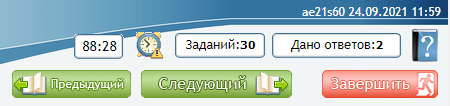 ae21s60 24.09.2021 11:59
88:28 Заданий:30 Дано ответов:2
Предыдущий Следующий Завершить